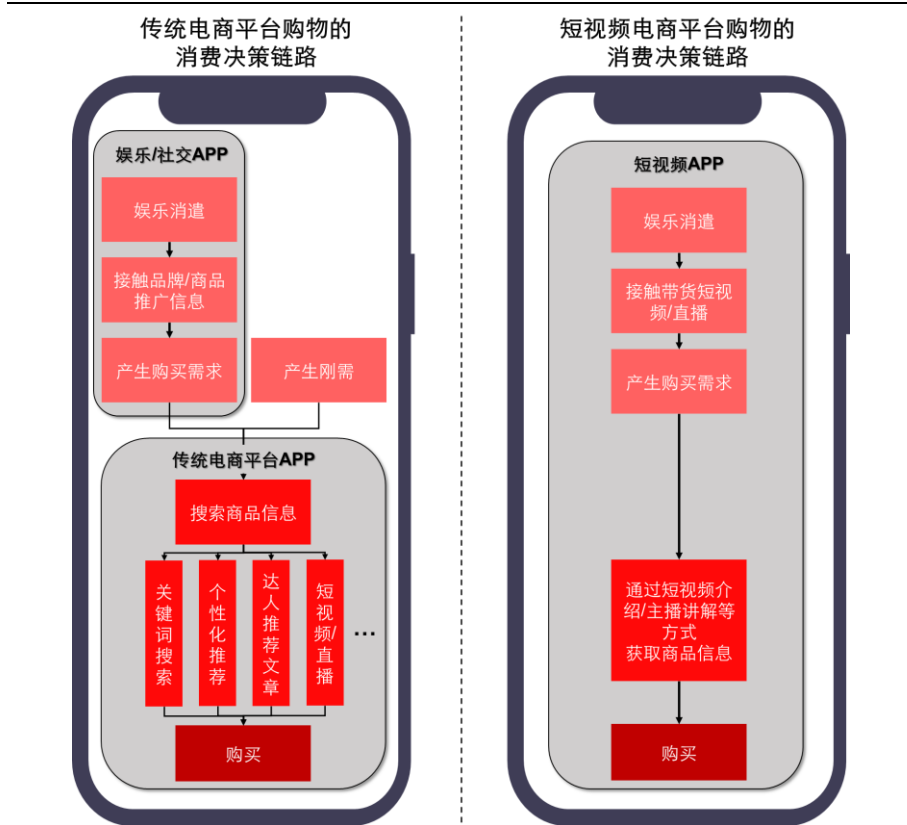 传统电商平台购物的
消费决策链路
娱乐/社交APP
娱乐消遣
接触品牌/商品
推广信息
产生购买需求
产生刚需
传统电商平台APP
搜索商品信息
关键词搜索
个性化推荐
达人推荐文章
短视频/直播
...
购买
短视频电商平台购物的
消费决策链路
短视频APP
娱乐消遣
接触带货短视
频/直播
产生购买需求
通过短视频介
绍/主播讲解等
方式
获取商品信息
购买